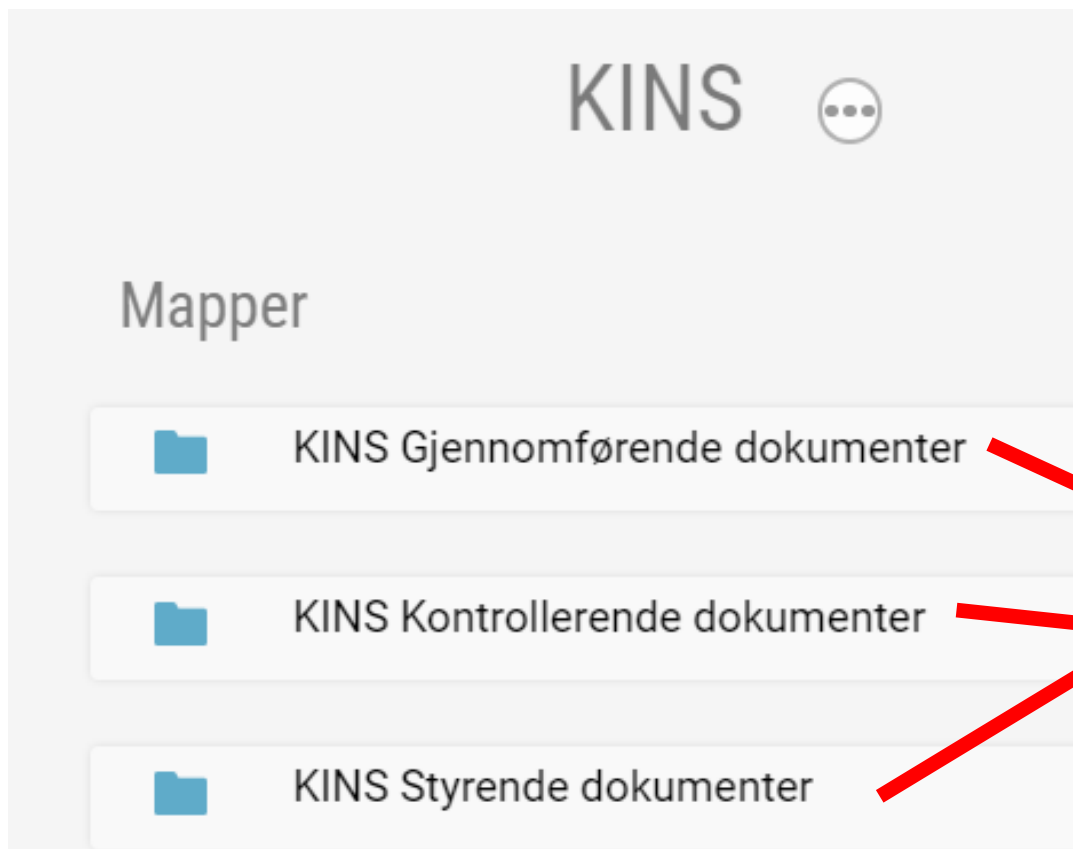 KINS
Mapper
KINS Gjennomførende dokumenter
KINS Kontrollerende dokumenter
KINS Styrende dokumenter